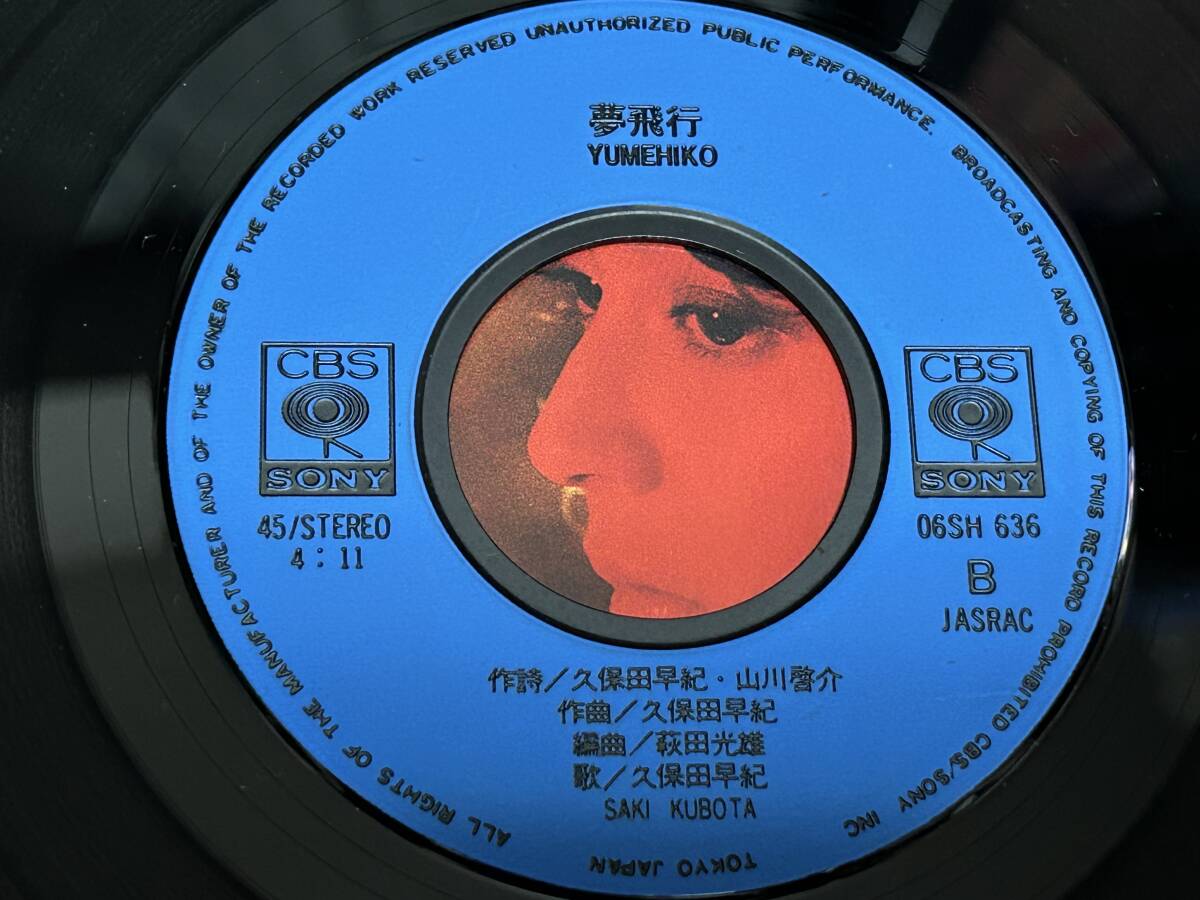 ALL RIGHTS OF THE MANUFACTURER AND OF THE OWNER OF THE RECORDED WORK RESERVED UNAUTHORIZED PUBLIC PERFORMANCE. BROADCASTING AND COPYING OF THIS RECORD PROHIBITED CBS/SONY INC
TOKYO JAPAN
夢飛行
YUMEHIKO
CBS
SONY
45/STEREO
4:11
CBS
SONY
06SH 636
B
JASRAC
作詩/久保田早紀・山川啓介
作曲/久保田早紀
編曲/萩田光雄
歌/久保田早紀
SAKI KUBOTA